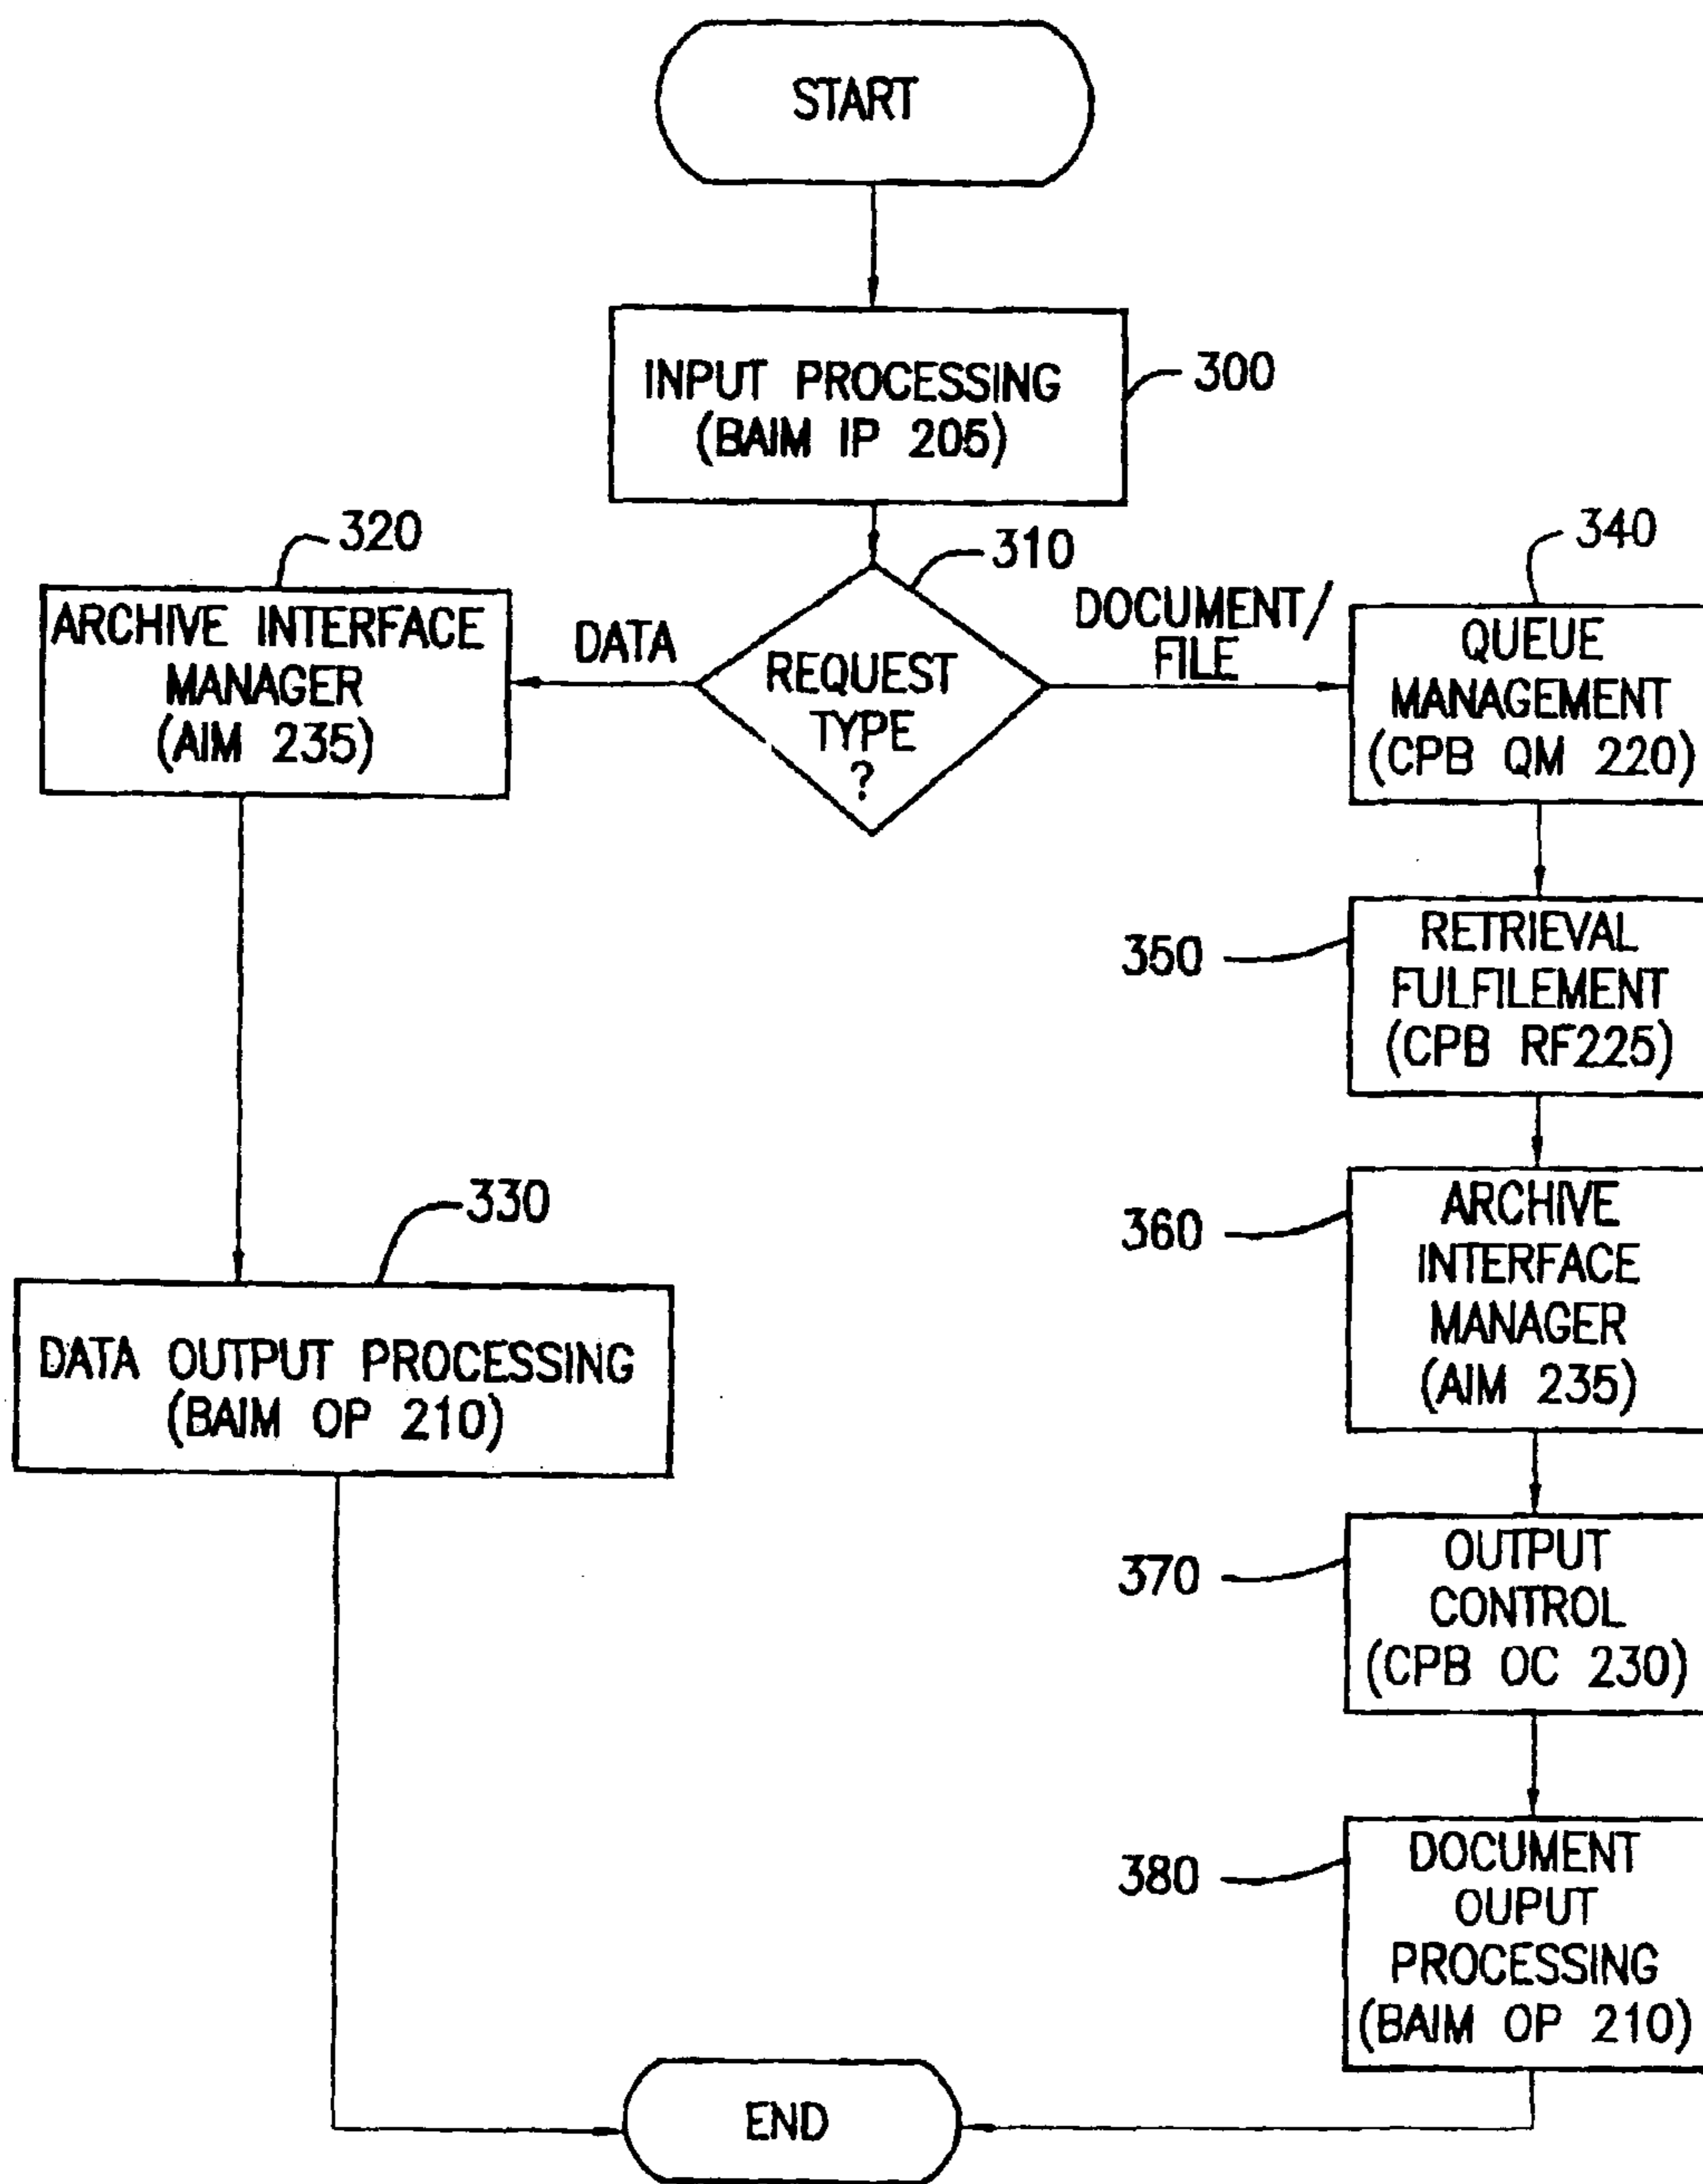 START
INPUT PROCESSING
(BAIM IP 205)
300
310
REQUEST
TYPE
?
DATA
320
ARCHIVE INTERFACE
MANAGER
(AIM 235)
330
DATA OUTPUT PROCESSING
(BAIM OP 210)
DOCUMENT/
FILE
340
QUEUE
MANAGEMENT
(CPB QM 220)
350
RETRIEVAL
FULFILEMENT
(CPB RF225)
360
ARCHIVE
INTERFACE
MANAGER
(AIM 235)
370
OUTPUT
CONTROL
(CPB OC 230)
380
DOCUMENT
OUPUT
PROCESSING
(BAIM OP 210)
END